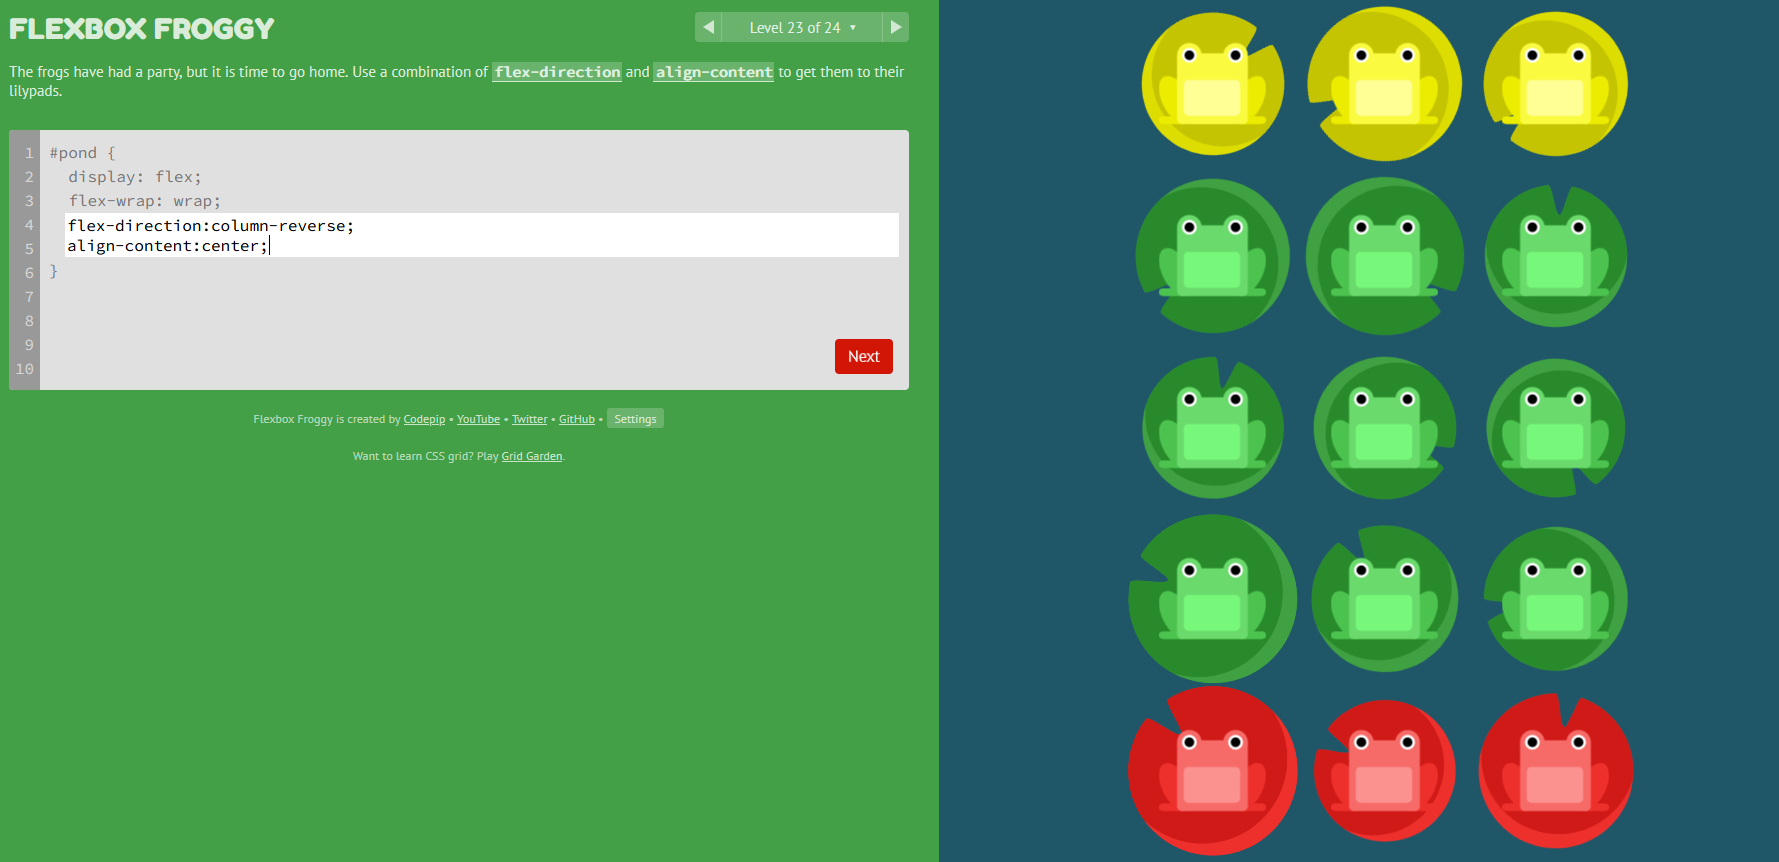 FLEXBOX FROGGY
◀ Level 23 of 24 ▼ ▶
The frogs have had a party, but it is time to go home. Use a combination of flex-direction and align-content to get them to their
lilypads.
1 #pond {
2 display: flex;
3 flex-wrap: wrap;
4 flex-direction:column-reverse;
5 align-content:center;
6 }
7
8
9
10
Next
Flexbox Froggy is created by Codepip • YouTube • Twitter • GitHub • Settings
Want to learn CSS grid? Play Grid Garden.